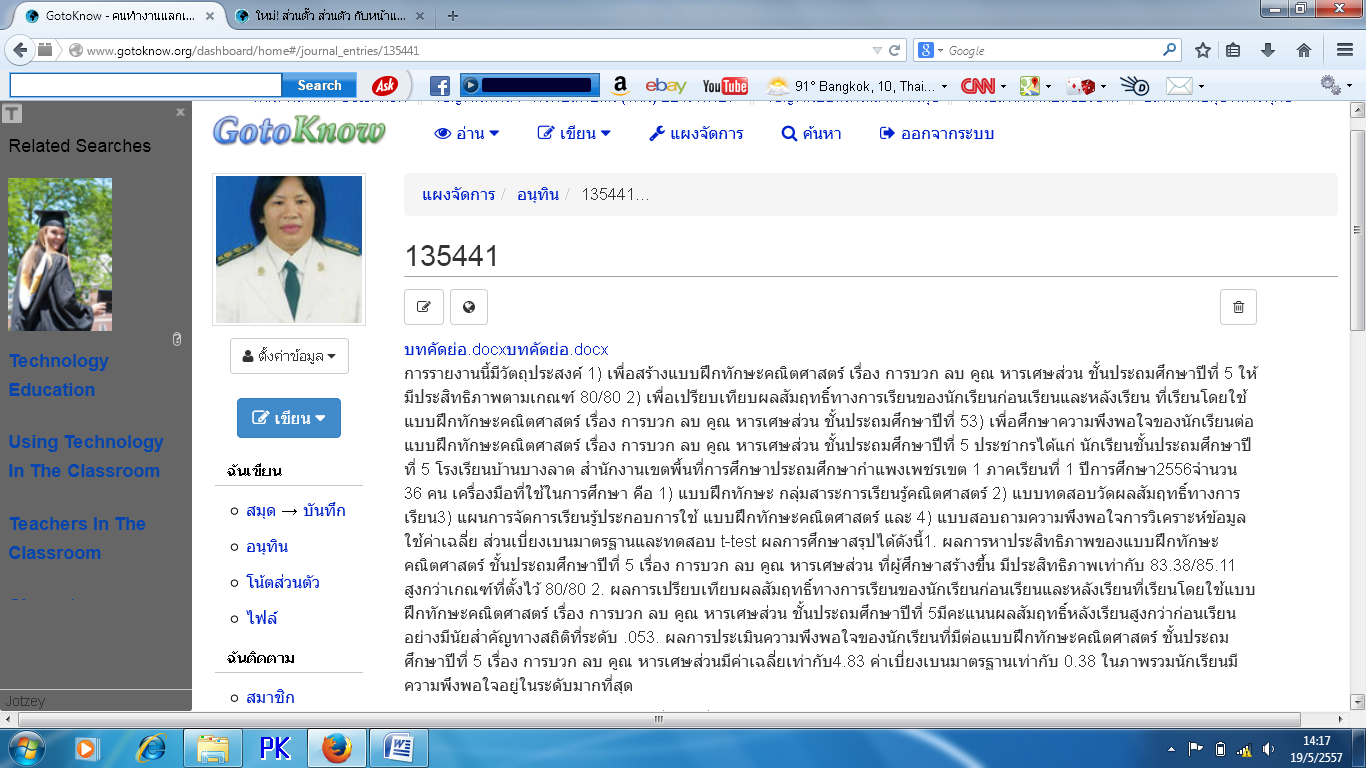 GotoKnow - คนทำงานแลกเ...
ใหม่! ส่วนตั๊ว ส่วนตัว กับหน้าแ...
www.gotoknow.org/dashboard/home#/journal_entries/135441
Google
Search
Ask
amazon
ebay
YouTube
91° Bangkok, 10, Thai...
CNN
T
Related Searches
Technology
Education
Using Technology
In The Classroom
Teachers In The
Classroom
Jotzey
GotoKnow
อ่าน
เขียน
แผงจัดการ
ค้นหา
ออกจากระบบ
ตั้งค่าข้อมูล
เขียน
ฉันเขียน
สมุด → บันทึก
อนุทิน
โน้ตส่วนตัว
ไฟล์
ฉันติดตาม
สมาชิก
แผงจัดการ / อนุทิน / 135441...
135441
บทคัดย่อ.docxบทคัดย่อ.docx
การรายงานนี้มีวัตถุประสงค์ 1) เพื่อสร้างแบบฝึกทักษะคณิตศาสตร์ เรื่อง การบวก ลบ คูณ หารเศษส่วน ชั้นประถมศึกษาปีที่ 5 ให้
มีประสิทธิภาพตามเกณฑ์ 80/80 2) เพื่อเปรียบเทียบผลสัมฤทธิ์ทางการเรียนของนักเรียนก่อนเรียนและหลังเรียน ที่เรียนโดยใช้
แบบฝึกทักษะคณิตศาสตร์ เรื่อง การบวก ลบ คูณ หารเศษส่วน ชั้นประถมศึกษาปีที่ 53) เพื่อศึกษาความพึงพอใจของนักเรียนต่อ
แบบฝึกทักษะคณิตศาสตร์ เรื่อง การบวก ลบ คูณ หารเศษส่วน ชั้นประถมศึกษาปีที่ 5 ประชากรได้แก่ นักเรียนชั้นประถมศึกษาปี
ที่ 5 โรงเรียนบ้านบางลาด สำนักงานเขตพื้นที่การศึกษาประถมศึกษากำแพงเพชรเขต 1 ภาคเรียนที่ 1 ปีการศึกษา2556จำนวน
36 คน เครื่องมือที่ใช้ในการศึกษา คือ 1) แบบฝึกทักษะ กลุ่มสาระการเรียนรู้คณิตศาสตร์ 2) แบบทดสอบวัดผลสัมฤทธิ์ทางการ
เรียน3) แผนการจัดการเรียนรู้ประกอบการใช้ แบบฝึกทักษะคณิตศาสตร์ และ 4) แบบสอบถามความพึงพอใจการวิเคราะห์ข้อมูล
ใช้ค่าเฉลี่ย ส่วนเบี่ยงเบนมาตรฐานและทดสอบ t-test ผลการศึกษาสรุปได้ดังนี้1. ผลการหาประสิทธิภาพของแบบฝึกทักษะ
คณิตศาสตร์ ชั้นประถมศึกษาปีที่ 5 เรื่อง การบวก ลบ คูณ หารเศษส่วน ที่ผู้ศึกษาสร้างขึ้น มีประสิทธิภาพเท่ากับ 83.38/85.11
สูงกว่าเกณฑ์ที่ตั้งไว้ 80/80 2. ผลการเปรียบเทียบผลสัมฤทธิ์ทางการเรียนของนักเรียนก่อนเรียนและหลังเรียนที่เรียนโดยใช้แบบ
ฝึกทักษะคณิตศาสตร์ เรื่อง การบวก ลบ คูณ หารเศษส่วน ชั้นประถมศึกษาปีที่ 5มีคะแนนผลสัมฤทธิ์หลังเรียนสูงกว่าก่อนเรียน
อย่างมีนัยสำคัญทางสถิติที่ระดับ .053. ผลการประเมินความพึงพอใจของนักเรียนที่มีต่อแบบฝึกทักษะคณิตศาสตร์ ชั้นประถม
ศึกษาปีที่ 5 เรื่อง การบวก ลบ คูณ หารเศษส่วนมีค่าเฉลี่ยเท่ากับ4.83 ค่าเบี่ยงเบนมาตรฐานเท่ากับ 0.38 ในภาพรวมนักเรียนมี
ความพึงพอใจอยู่ในระดับมากที่สุด
PK
14:17
19/5/2557